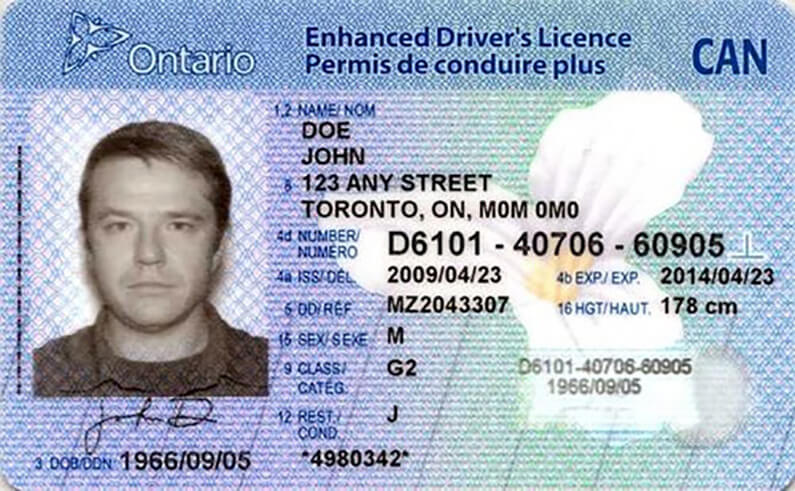 Ontario
Enhanced Driver's Licence
Permis de conduire plus
CAN
1,2 NAME/ NOM
DOE
JOHN
8 123 ANY STREET
TORONTO, ON, M0M 0M0
4d NUMBER/ NUMÉRO D6101 - 40706 - 60905
4a ISS/DÉL. 2009/04/23 4b EXP./ EXP. 2014/04/23
5 DD/RÉF. MZ2043307 16 HGT/HAUT. 178 cm
15 SEX/ SEXE M
9 CLASS/ CATÉG. G2
D6101-40706-60905
1966/09/05
12 REST./ COND. J
John D
3 DOB/DDN 1966/09/05 *4980342*